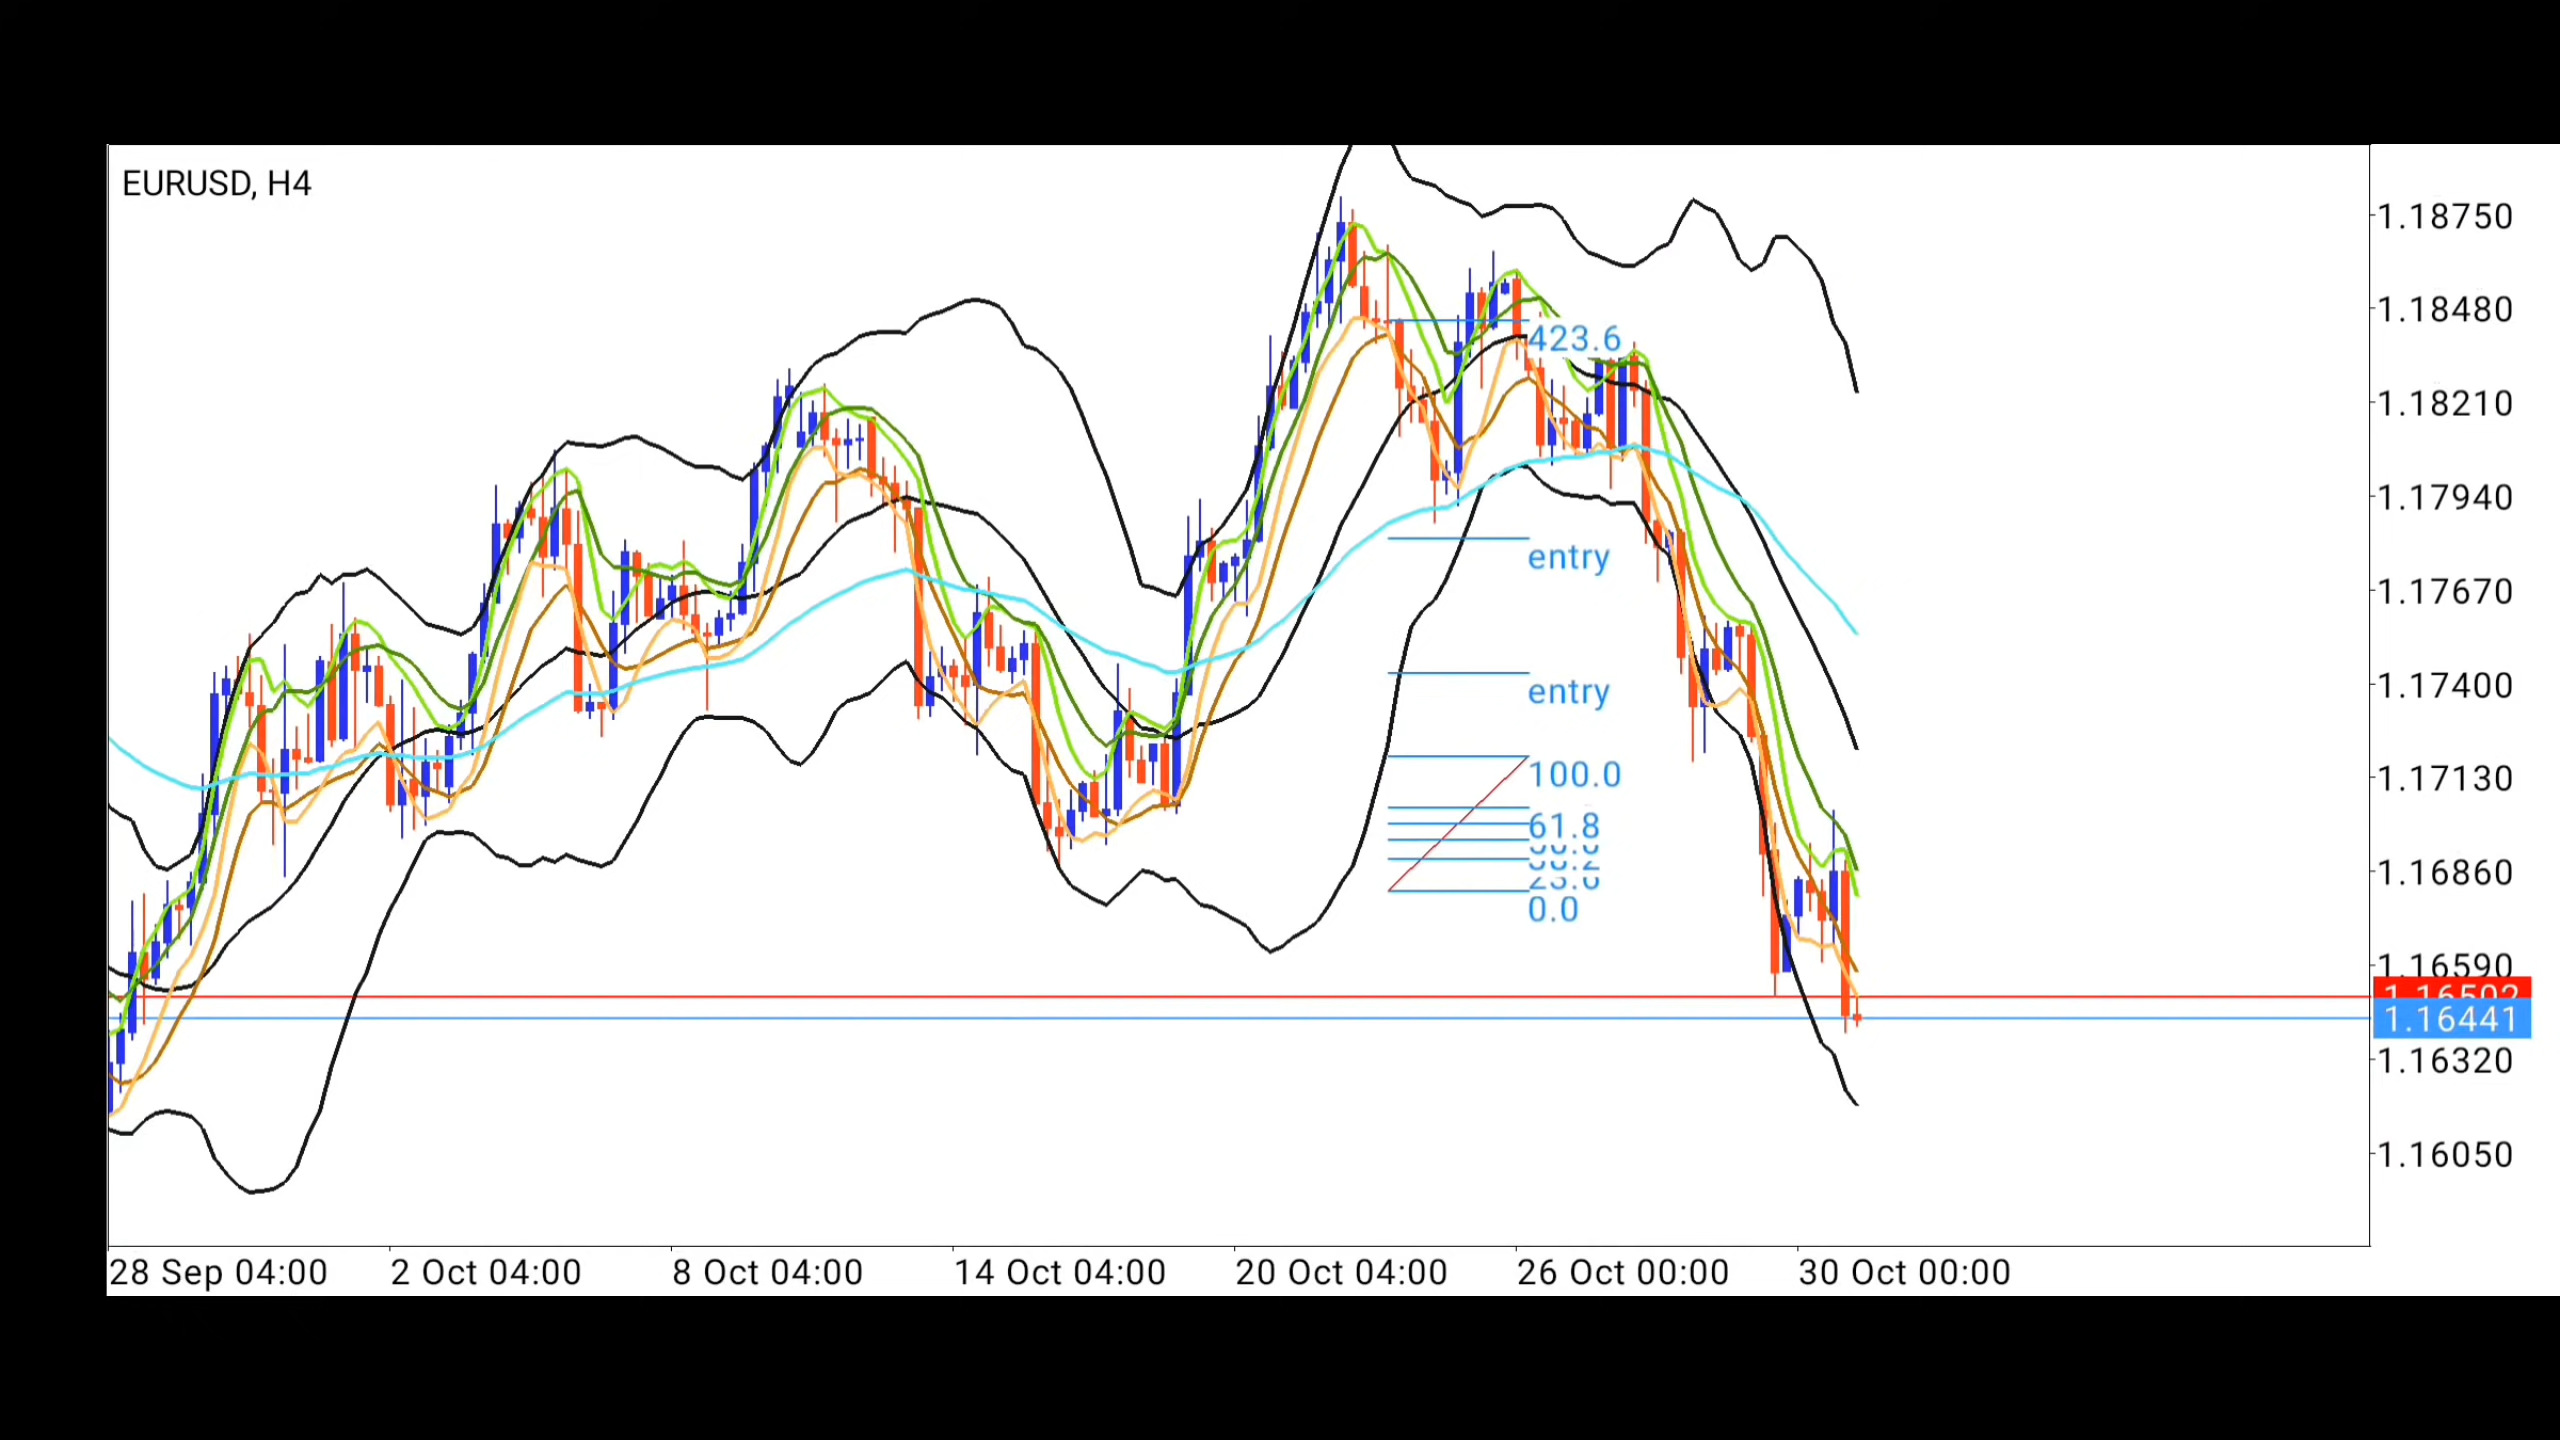 EURUSD, H4
1.18750
1.18480
423.6
1.18210
1.17940
entry
1.17670
entry
1.17400
100.0
1.17130
61.8
1.16860
0.0
1.16590
1.16502
1.16441
1.16320
1.16050
28 Sep 04:00
2 Oct 04:00
8 Oct 04:00
14 Oct 04:00
20 Oct 04:00
26 Oct 00:00
30 Oct 00:00